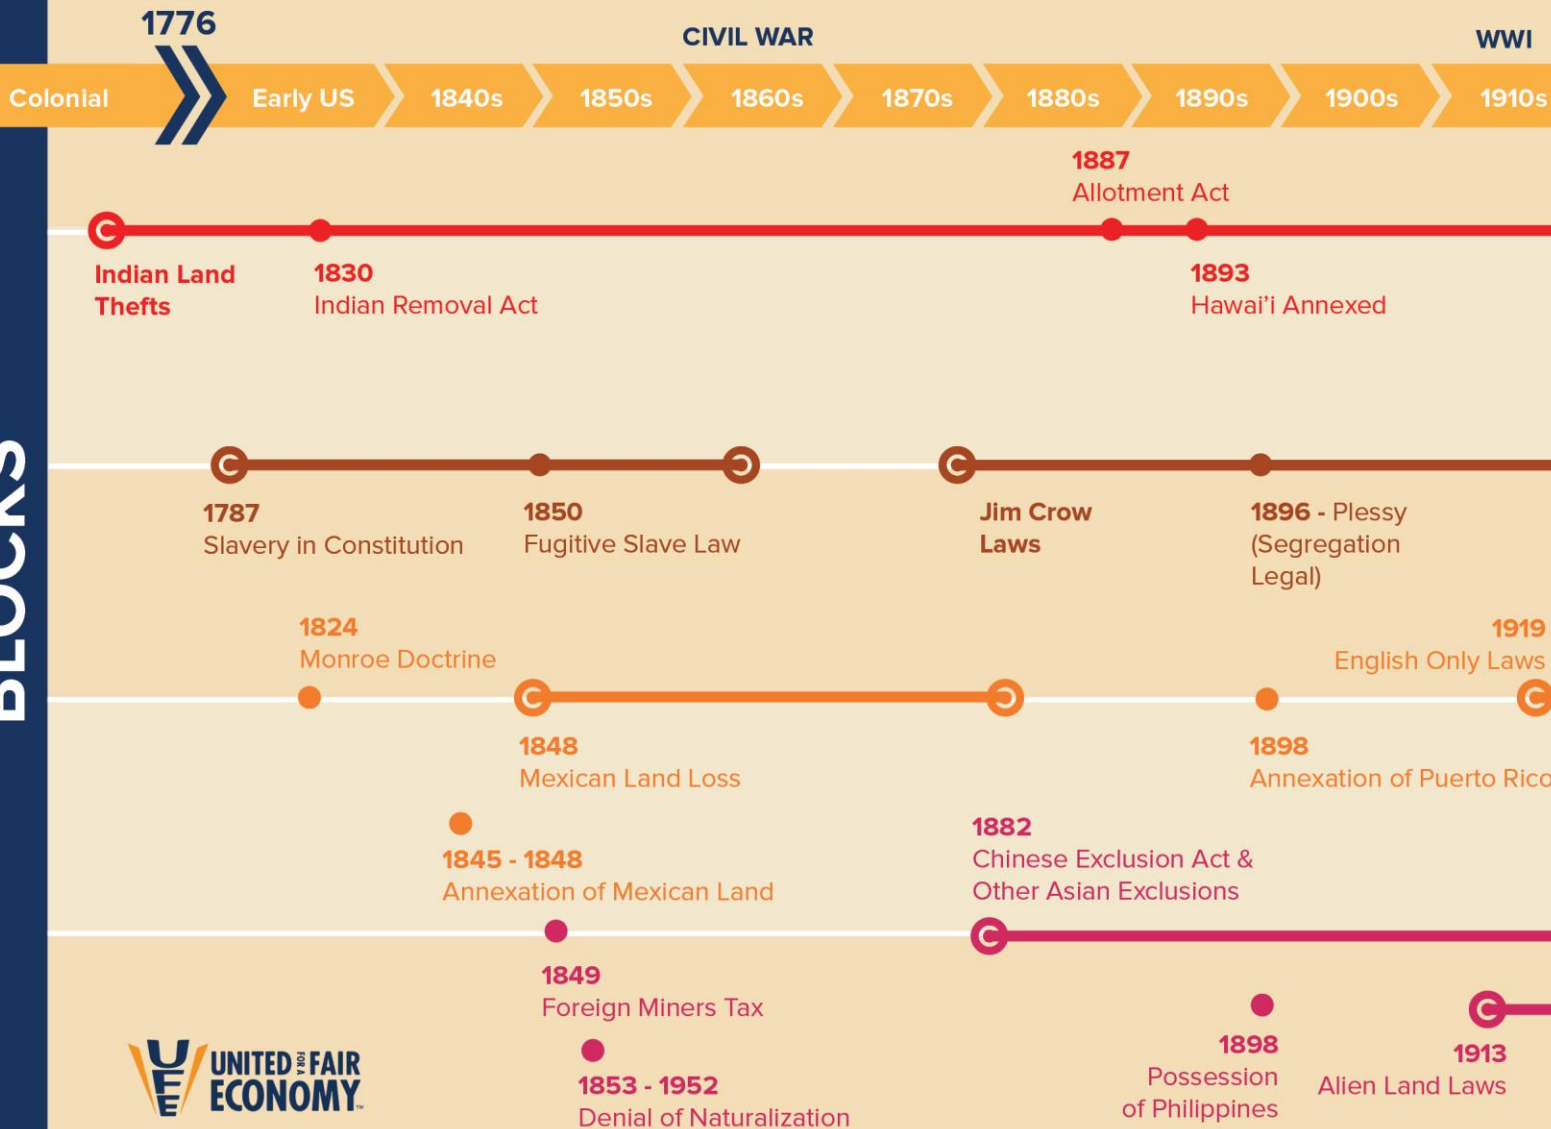 1776
CIVIL WAR
WWI
Colonial
Early US
1840s
1850s
1860s
1870s
1880s
1890s
1900s
1910s
BLOCKS
1887
Allotment Act
Indian Land
Thefts
1830
Indian Removal Act
1893
Hawai’i Annexed
1787
Slavery in Constitution
1850
Fugitive Slave Law
Jim Crow
Laws
1896 - Plessy
(Segregation
Legal)
1824
Monroe Doctrine
1919
English Only Laws
1848
Mexican Land Loss
1898
Annexation of Puerto Rico
1845 - 1848
Annexation of Mexican Land
1882
Chinese Exclusion Act &
Other Asian Exclusions
1849
Foreign Miners Tax
1853 - 1952
Denial of Naturalization
1898
Possession
of Philippines
1913
Alien Land Laws
UFE
UNITED FOR A FAIR
ECONOMY™